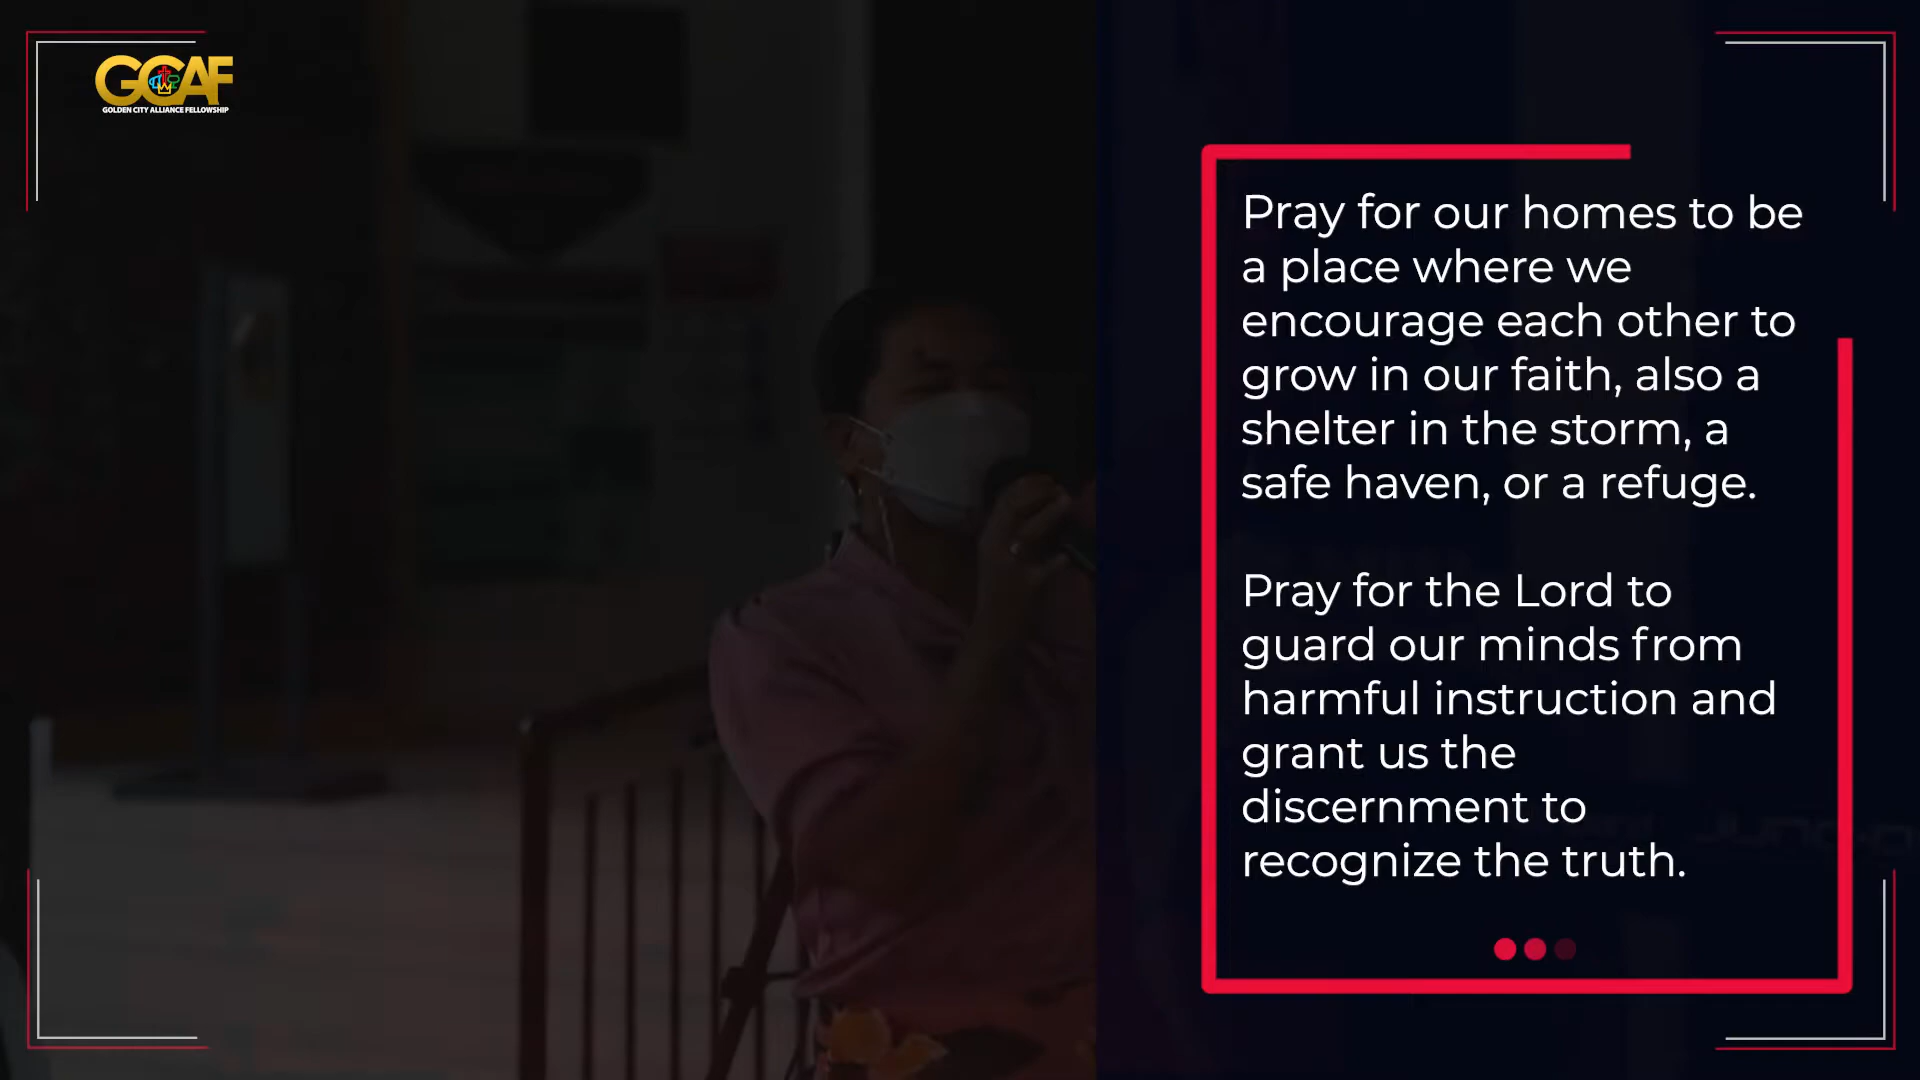 GCAF
GOLDEN CITY ALLIANCE FELLOWSHIP
Pray for our homes to be
a place where we
encourage each other to
grow in our faith, also a
shelter in the storm, a
safe haven, or a refuge.
Pray for the Lord to
guard our minds from
harmful instruction and
grant us the
discernment to
recognize the truth.